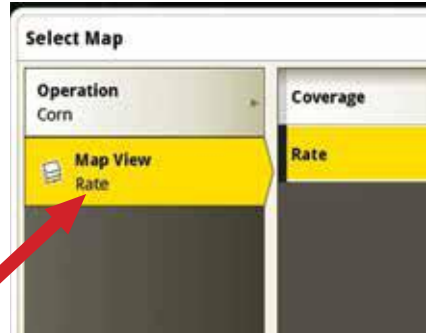 Select Map
Operation
Corn
Map View
Rate
Coverage
Rate